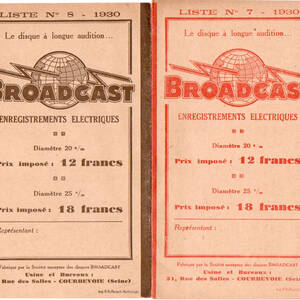 LISTE No 8 - 1930
Le disque à longue audition...
BROADCAST
ENREGISTREMENTS ELECTRIQUES
Diamètre 20 c/m
Prix imposé : 12 francs
Diamètre 25 c/m
Prix imposé : 18 francs
Représentant :
Fabriqué par la Société anonyme des disques BROADCAST
Usine et Bureaux :
Rue des Salles - COURBEVOIE (Seine)
LISTE No 7 - 1930
Le disque à longue audition...
BROADCAST
ENREGISTREMENTS ELECTRIQUES
Diamètre 20 c/m
Prix imposé : 12 francs
Diamètre 25 c/m
Prix imposé : 18 francs
Représentant :
Fabriqué par la Société anonyme des disques BROADCAST
Usine et Bureaux :
Rue des Salles - COURBEVOIE (Seine)